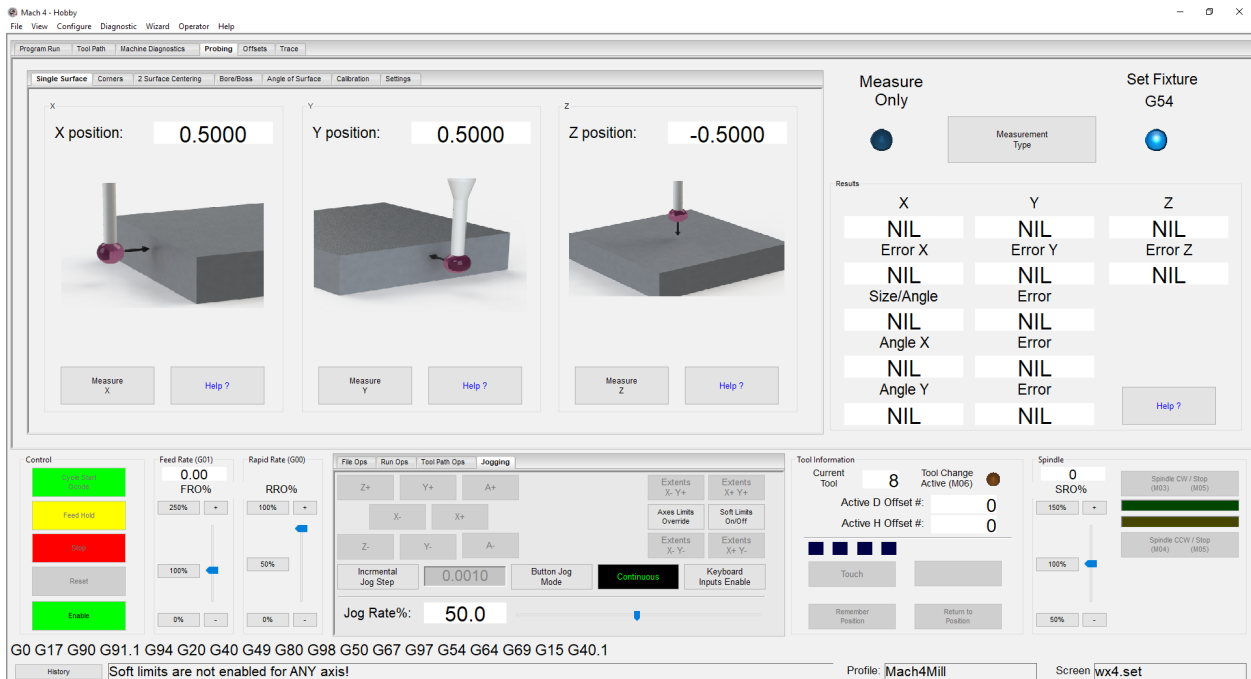 Mach 4 - Hobby
File View Configure Diagnostic Wizard Operator Help
Program Run Tool Path Machine Diagnostics Probing Offsets Trace
Single Surface Corners 2 Surface Centering Bore/Boss Angle of Surface Calibration Settings
X
X position: 0.5000
Measure
X
Help ?
Y
Y position: 0.5000
Measure
Y
Help ?
Z
Z position: -0.5000
Measure
Z
Help ?
Measure
Only
Measurement
Type
Set Fixture
G54
Results
X Y Z
NIL NIL NIL
Error X Error Y Error Z
NIL NIL NIL
Size/Angle Error
NIL NIL
Angle X Error
NIL NIL
Angle Y Error
NIL NIL
Help ?
Control
Cycle Start
Gcode
Feed Hold
Stop
Reset
Enable
Feed Rate (G01)
0.00
FRO%
250% +
100%
0% -
Rapid Rate (G00)
RRO%
100% +
50%
0% -
File Ops Run Ops Tool Path Ops Jogging
Z+ Y+ A+
X- X+
Z- Y- A-
Extents
X- Y+
Extents
X+ Y+
Axes Limits
Override
Soft Limits
On/Off
Extents
X- Y-
Extents
X+ Y-
Incrmental
Jog Step
0.0010
Button Jog
Mode
Continuous
Keyboard
Inputs Enable
Jog Rate%: 50.0
Tool Information
Current
Tool
8
Tool Change
Active (M06)
Active D Offset #: 0
Active H Offset #: 0
Touch
Remember
Position
Return to
Position
Spindle
0
SRO%
150% +
100%
50% -
Spindle CW / Stop
(M03) (M05)
Spindle CCW / Stop
(M04) (M05)
G0 G17 G90 G91.1 G94 G20 G40 G49 G80 G98 G50 G67 G97 G54 G64 G69 G15 G40.1
History Soft limits are not enabled for ANY axis! Profile: Mach4Mill Screen wx4.set